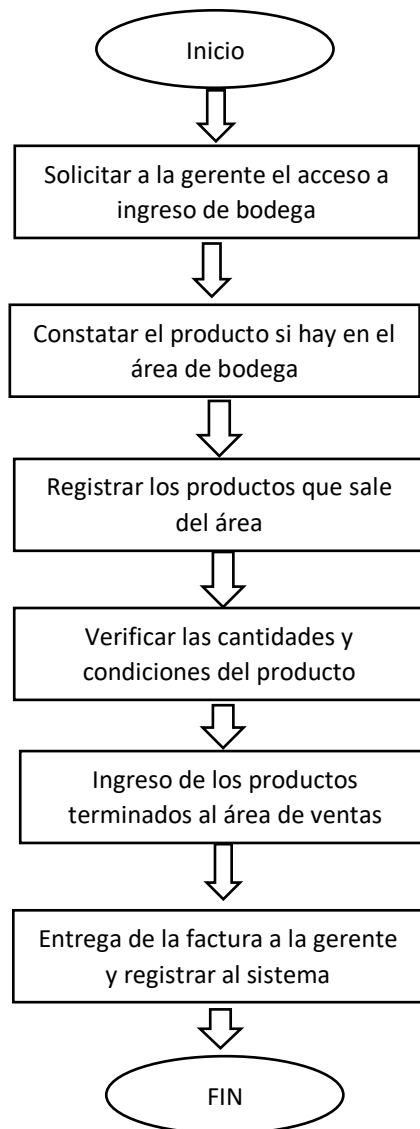 Inicio
Solicitar a la gerente el acceso a
ingreso de bodega
Constatar el producto si hay en el
área de bodega
Registrar los productos que sale
del área
Verificar las cantidades y
condiciones del producto
Ingreso de los productos
terminados al área de ventas
Entrega de la factura a la gerente
y registrar al sistema
FIN